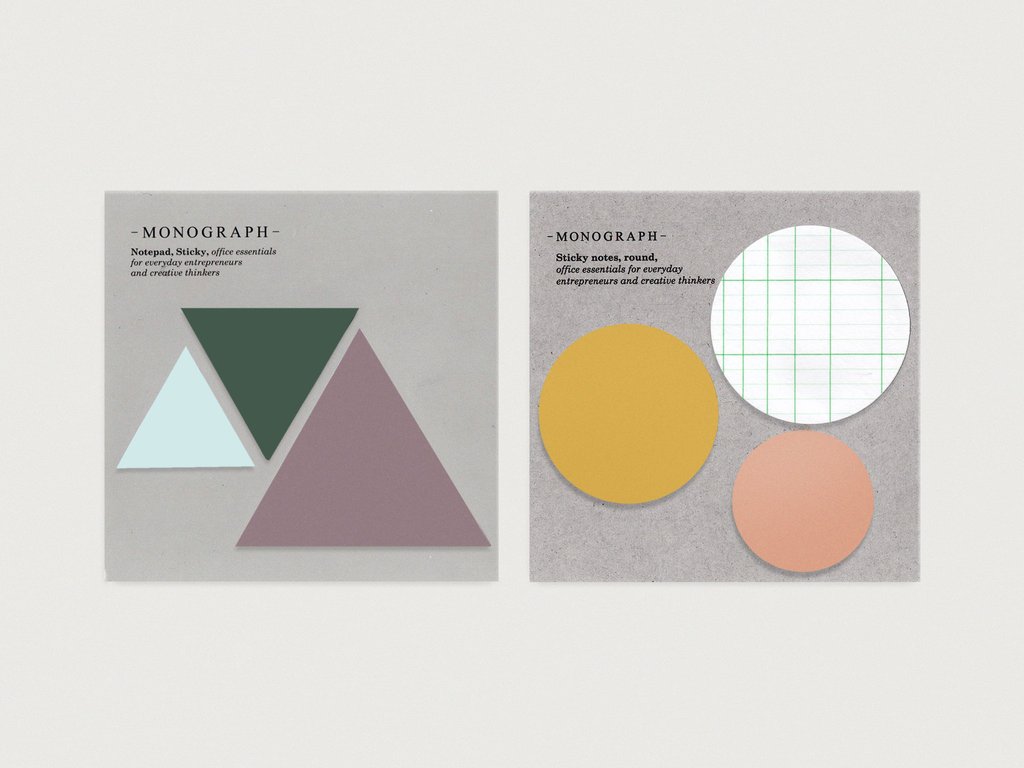 -MONOGRAPH-
Notepad, Sticky, office essentials
for everyday entrepreneurs
and creative thinkers
-MONOGRAPH-
Sticky notes, round,
office essentials for everyday
entrepreneurs and creative thinkers